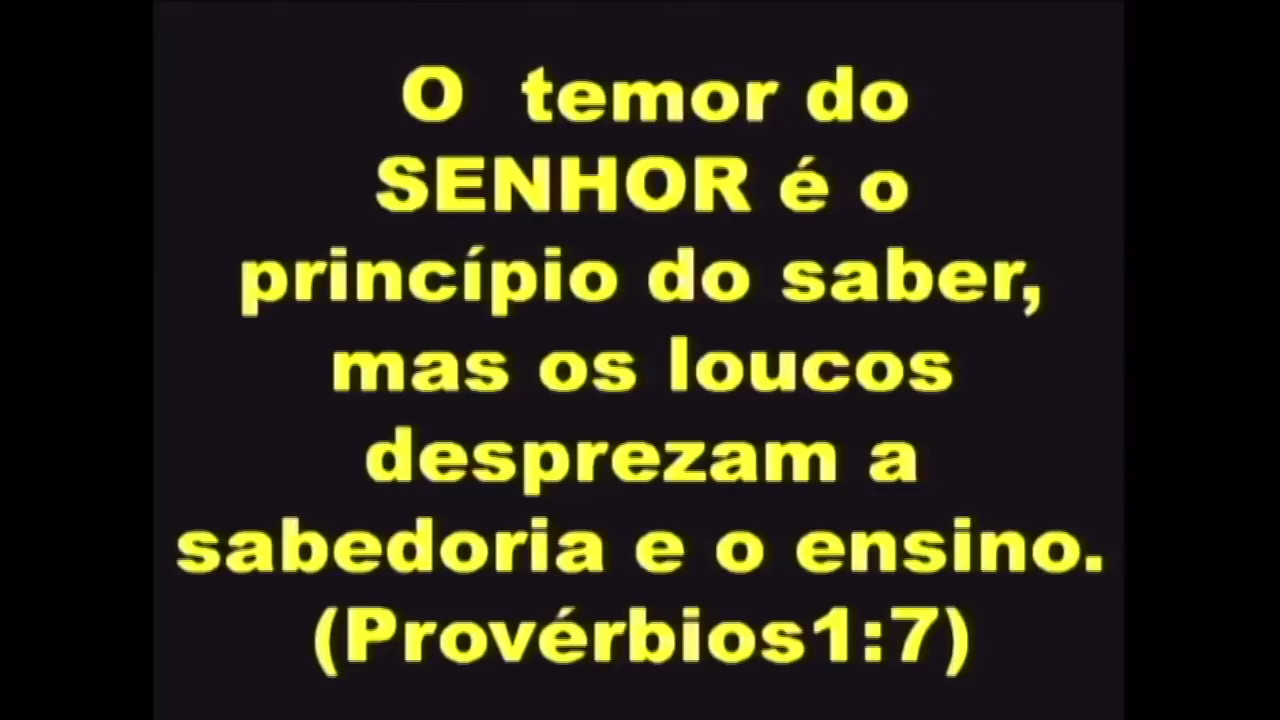 O temor do
SENHOR é o
princípio do saber,
mas os loucos
desprezam a
sabedoria e o ensino.
(Provérbios1:7)